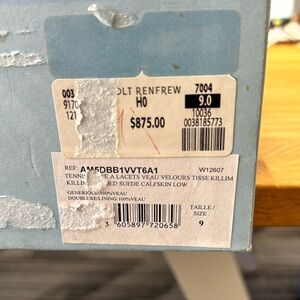 003 OLT RENFREW 7004
9170 H0 9.0
121 10036
$875.00 0038185773
REF: AM5DBB1VVT6A1 W12607
TENNIS A LACETS VEAU VELOURS TISSE KILLIM
KILLIM SUEDE CALFSKIN LOW
GENERIQUE: 100%VEAU
DOUBLURE/LINING: 100%VEAU
TAILLE /
SIZE :
9
3 605897 720658